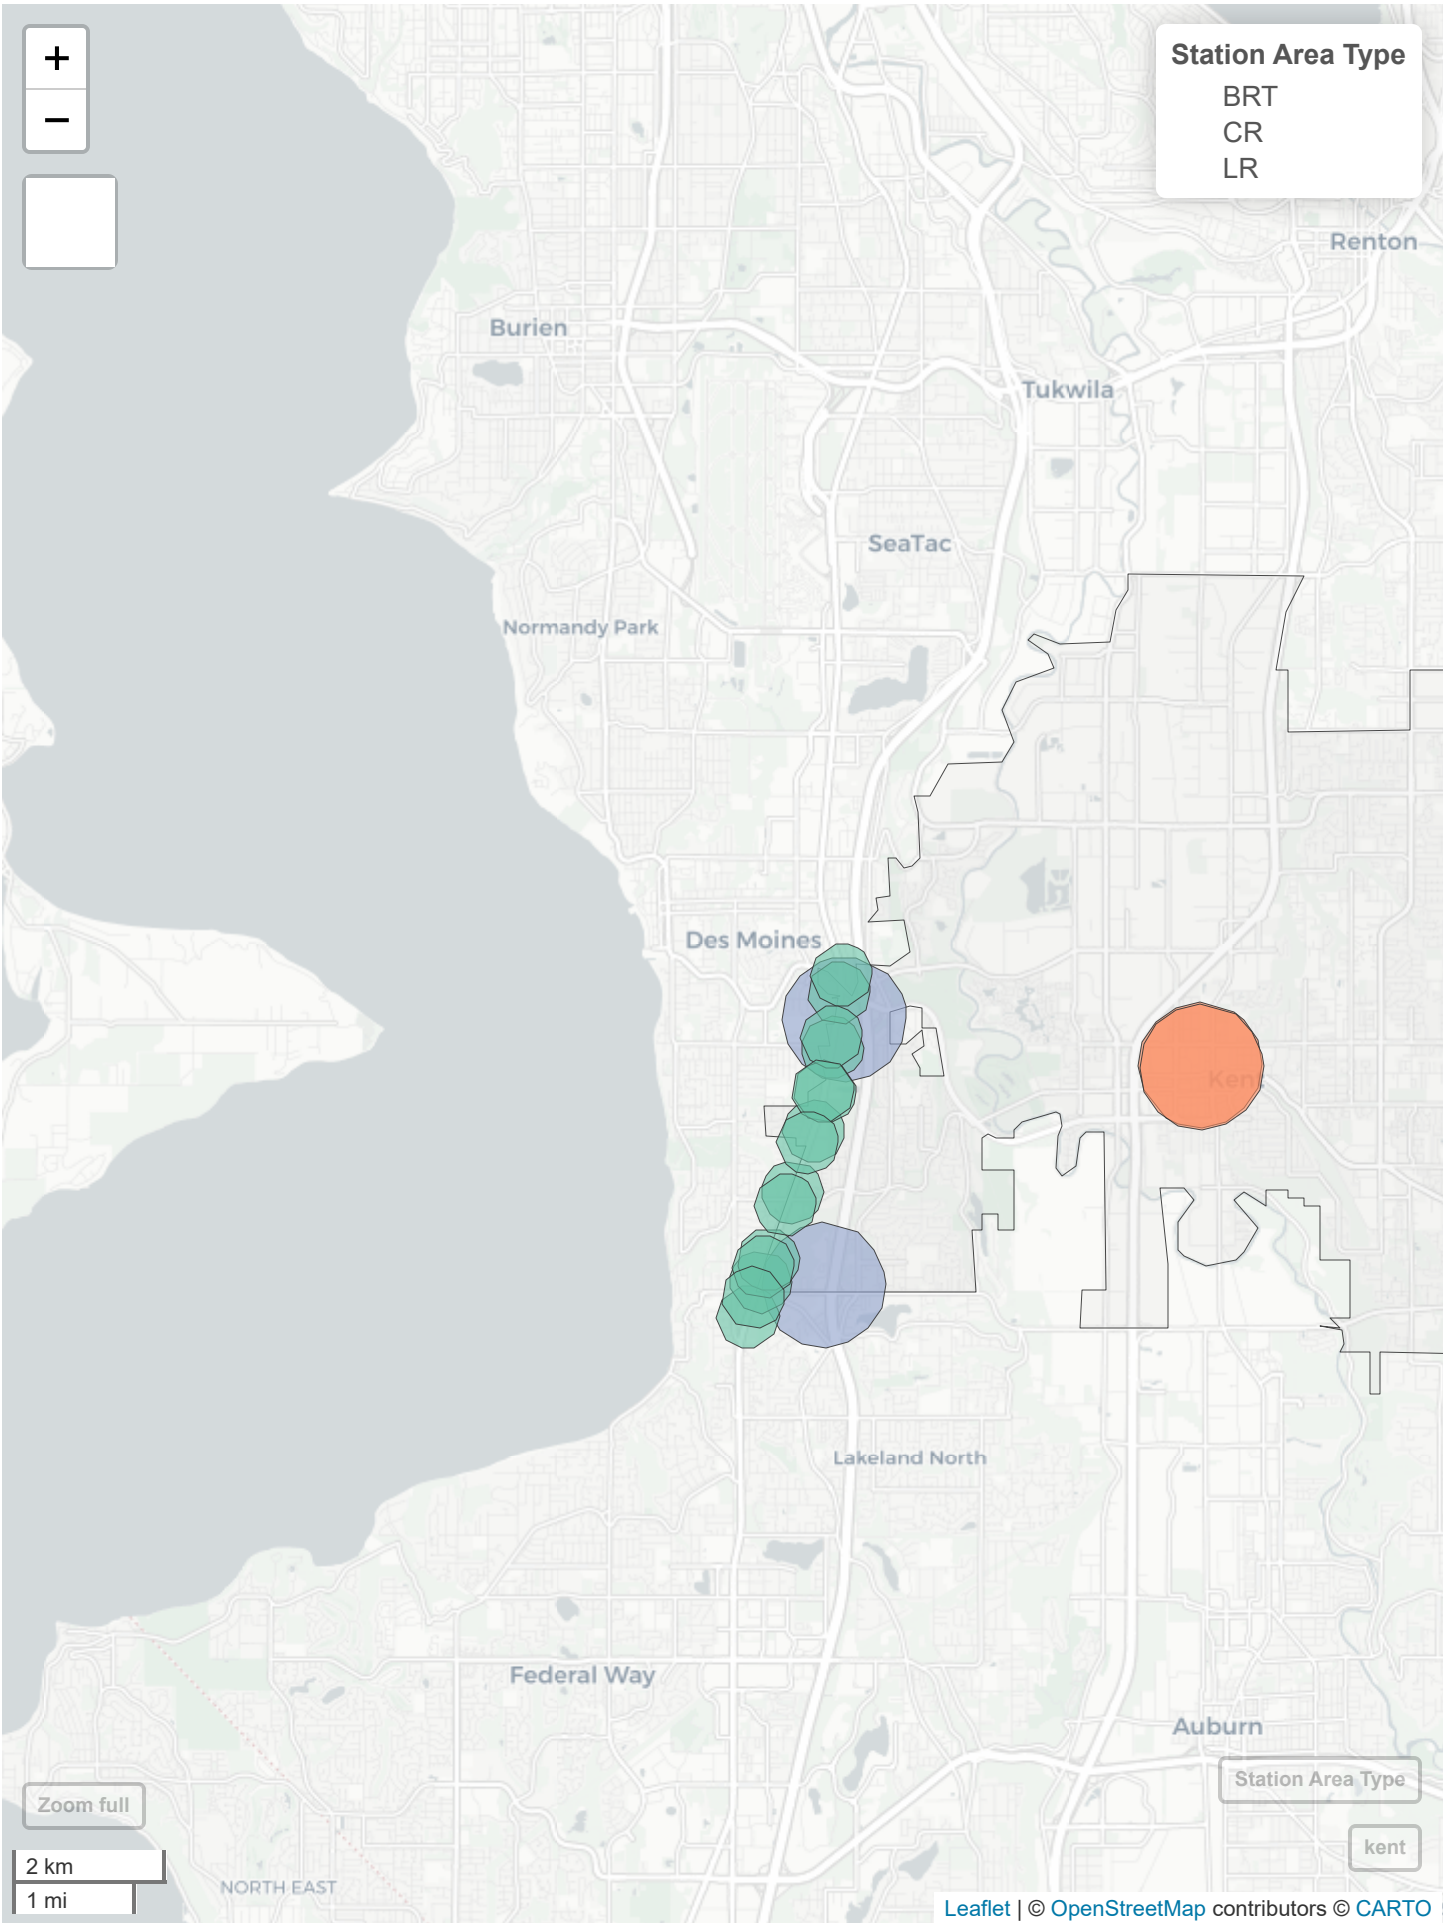 +
Station Area Type
BRT
−
CR
LR
Renton
Burien
Tukwila
SeaTac
Normandy Park
Des Moines
Kent
Lakeland North
Federal Way
Auburn
Station Area Type
Zoom full
kent
2 km
NORTH EAST
1 mi
Leaflet | © OpenStreetMap contributors © CARTO